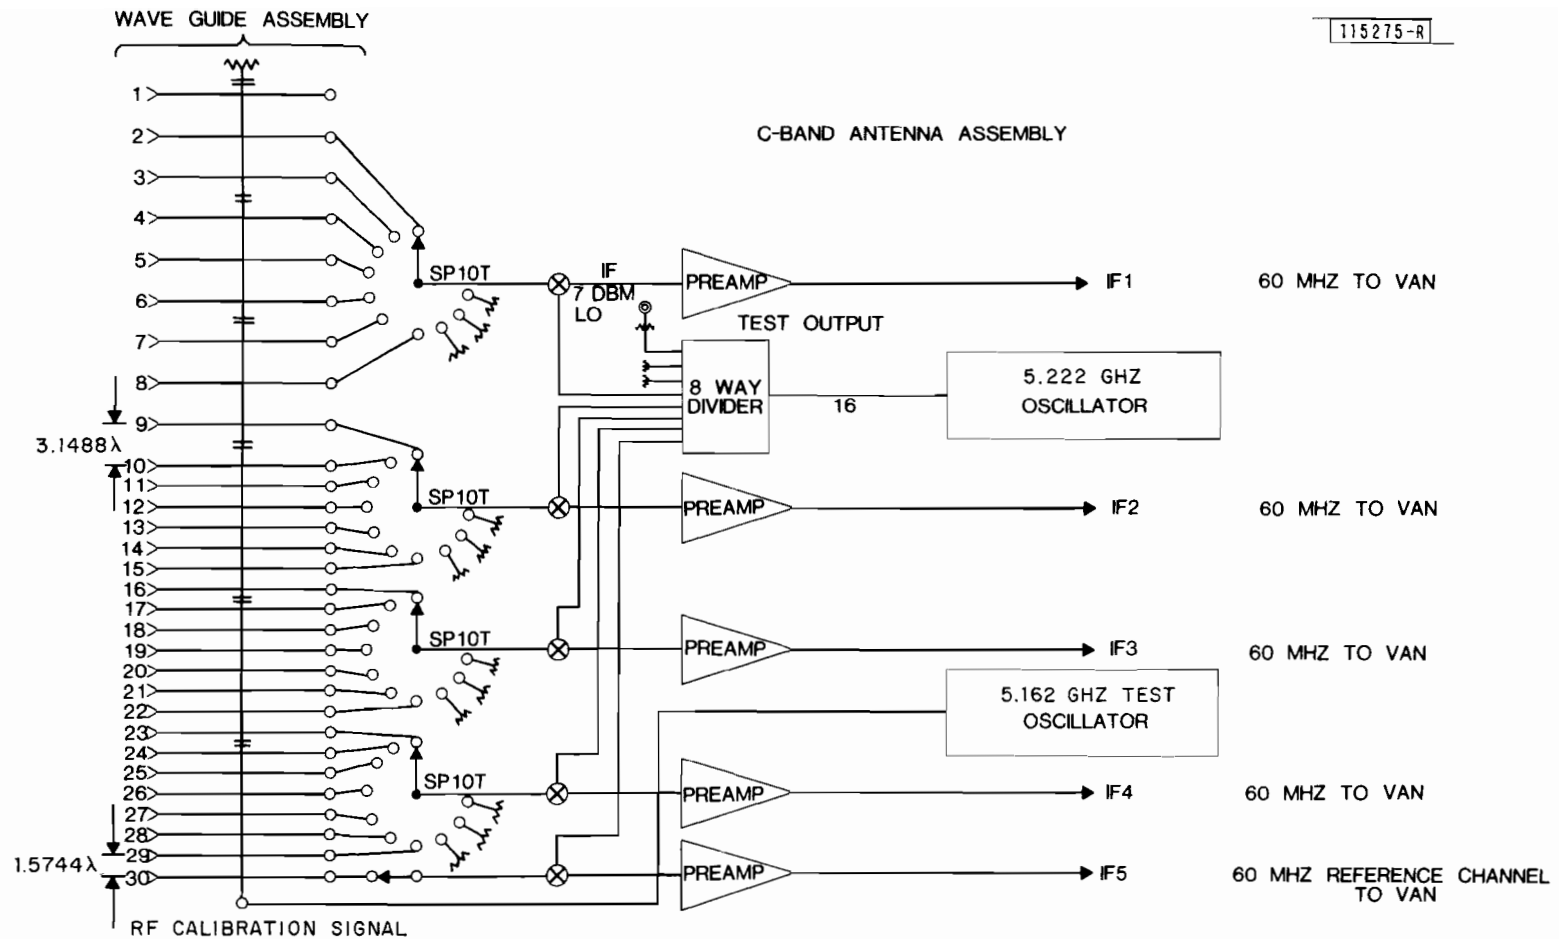 WAVE GUIDE ASSEMBLY
115275-R
C-BAND ANTENNA ASSEMBLY
1
2
3
4
5
6
7
8
9
10
11
12
13
14
15
16
17
18
19
20
21
22
23
24
25
26
27
28
29
30
3.1488λ
1.5744λ
RF CALIBRATION SIGNAL
SP10T
IF
7 DBM
LO
PREAMP
IF1
60 MHZ TO VAN
TEST OUTPUT
8 WAY
DIVIDER
16
5.222 GHZ
OSCILLATOR
SP10T
PREAMP
IF2
60 MHZ TO VAN
SP10T
PREAMP
IF3
60 MHZ TO VAN
5.162 GHZ TEST
OSCILLATOR
SP10T
PREAMP
IF4
60 MHZ TO VAN
PREAMP
IF5
60 MHZ REFERENCE CHANNEL
TO VAN